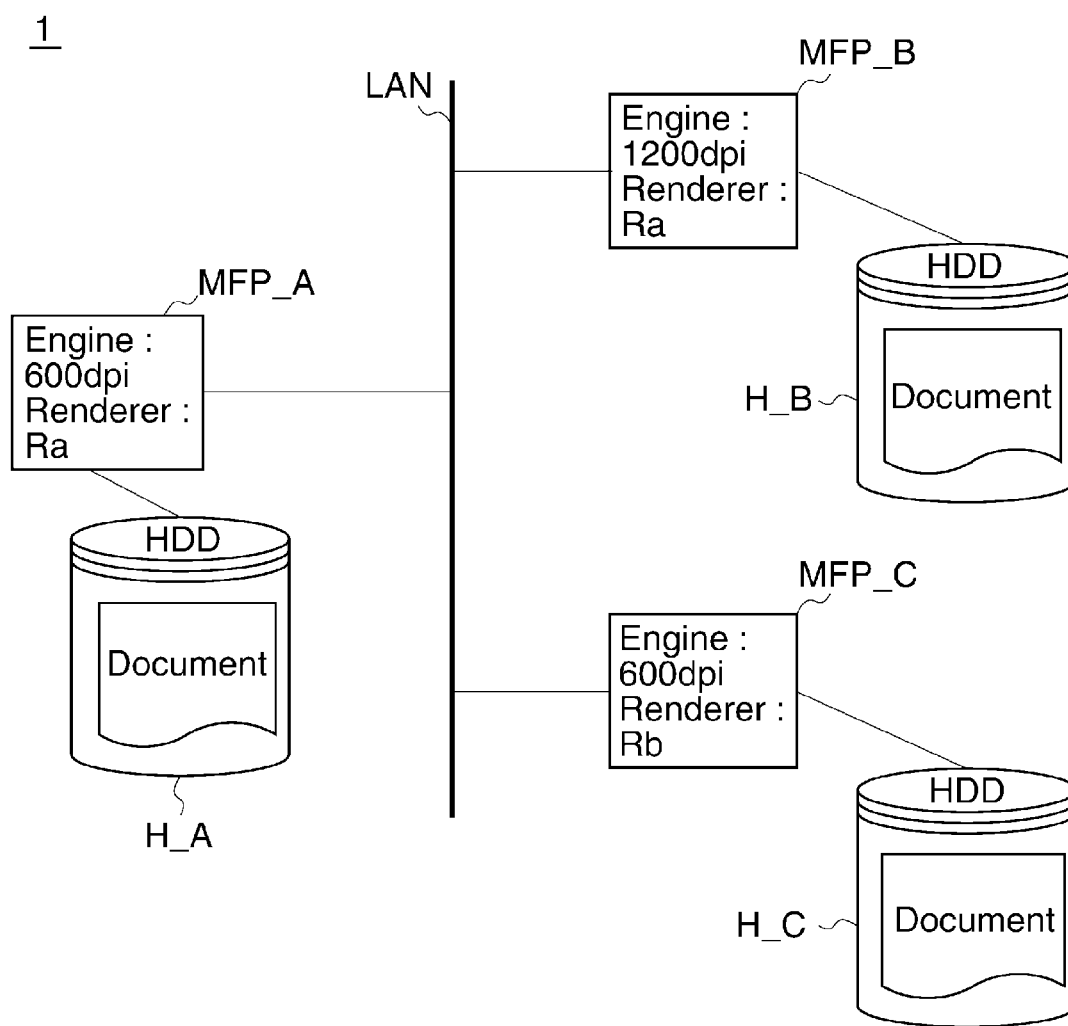 1
MFP_B
LAN
Engine :
1200dpi
Renderer :
Ra
HDD
Document
H_B
MFP_A
Engine :
600dpi
Renderer :
Ra
HDD
Document
H_A
MFP_C
Engine :
600dpi
Renderer :
Rb
HDD
Document
H_C